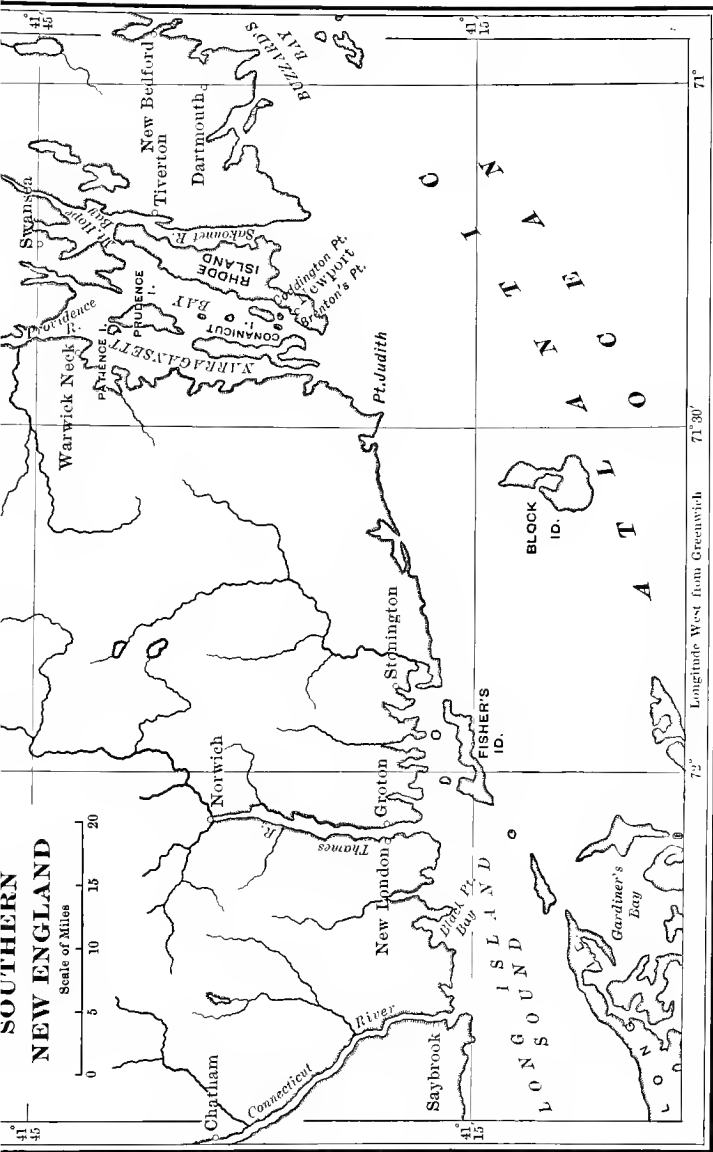 SOUTHERN
NEW ENGLAND
Scale of Miles
0 5 10 15 20
41°
45
41°
45
41°
15
41°
15
71°
71°30'
72°
Longitude West from Greenwich
Swansea
Mt. Hope
Bay
New Bedford
Tiverton
Dartmouth
BUZZARD'S
BAY
Providence
R.
Warwick Neck
PATIENCE I.
PRUDENCE
I.
NARRAGANSETT
BAY
CONANICUT
I.
RHODE
ISLAND
Sakonnet R.
Coddington Pt.
Newport
Brenton's Pt.
Pt.Judith
BLOCK
ID.
Stonington
FISHER'S
ID.
Norwich
Groton
Thames
R.
New London
Black Pt.
Bay
Chatham
Connecticut
River
Saybrook
LONG ISLAND
SOUND
Gardiner's
Bay
LONG
ATLANTIC
OCEAN